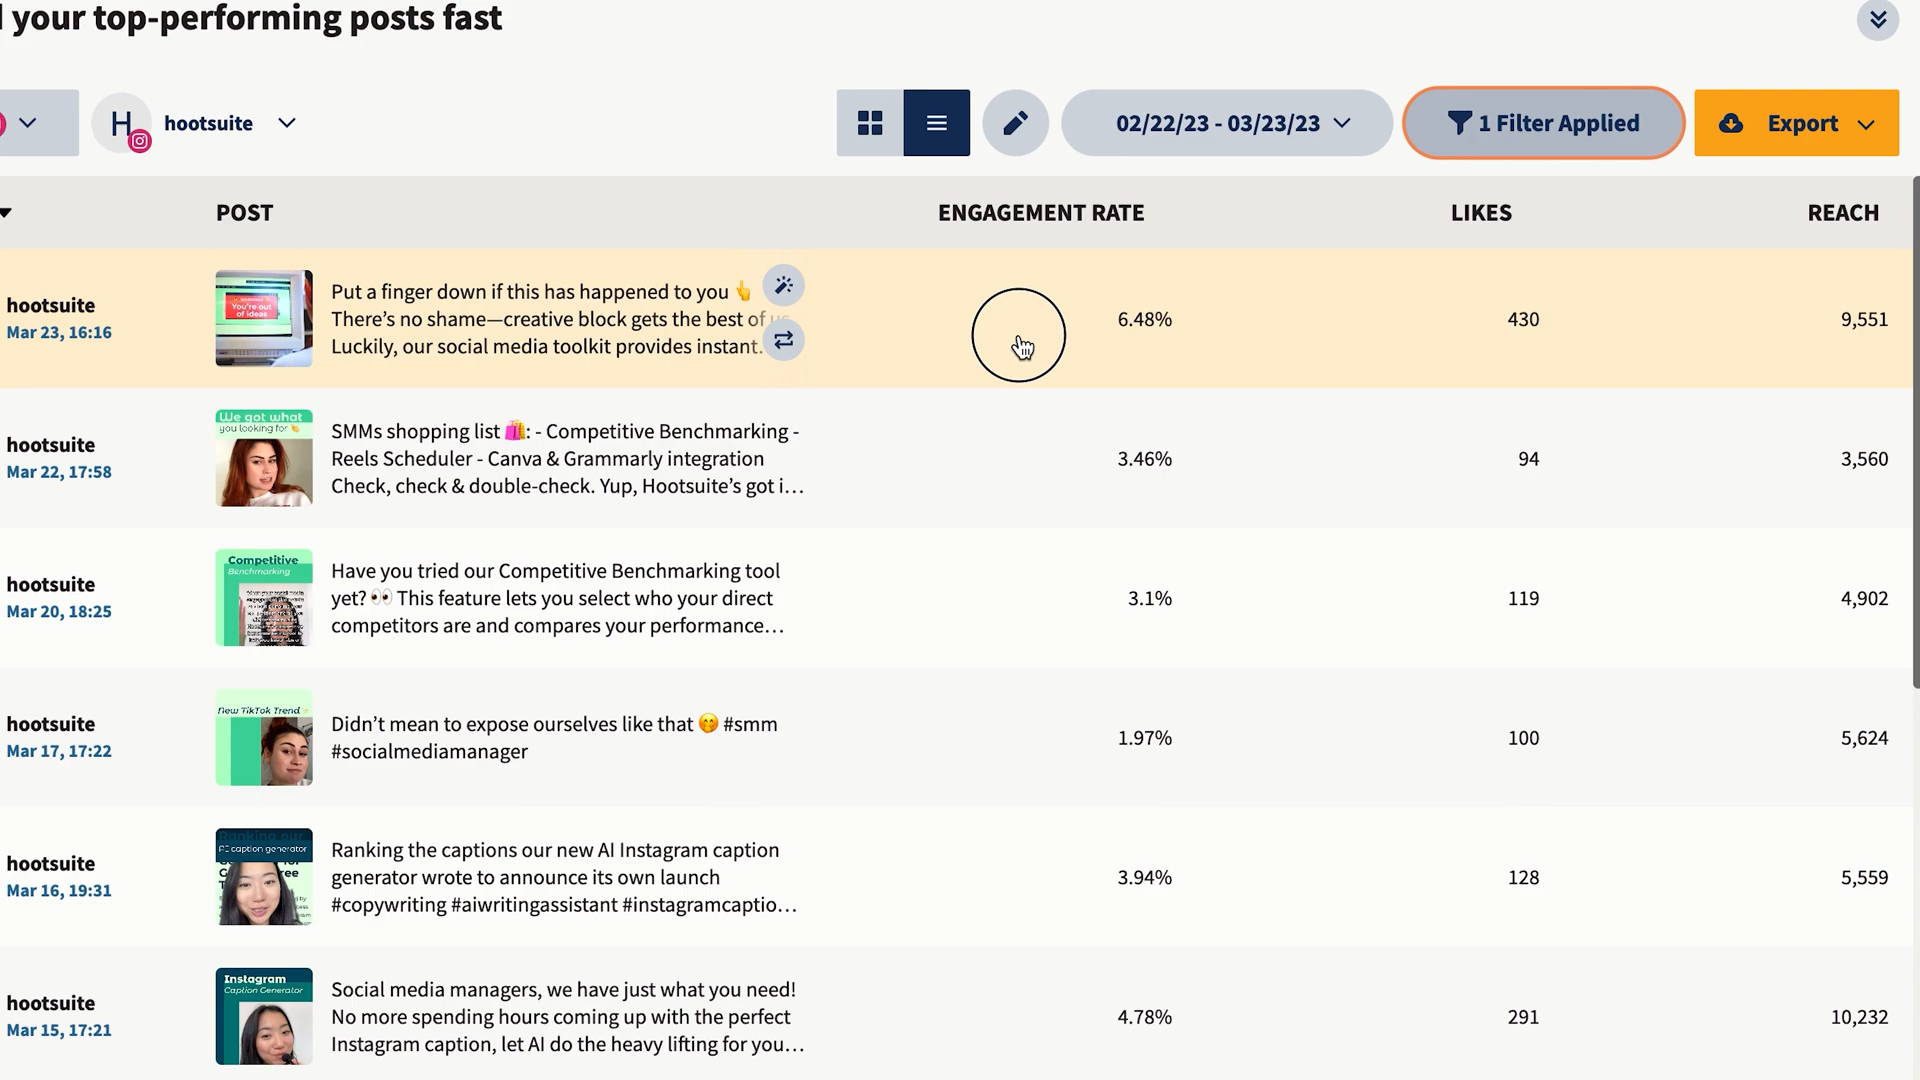 your top-performing posts fast
H hootsuite
02/22/23 - 03/23/23
1 Filter Applied
Export
POST ENGAGEMENT RATE LIKES REACH
hootsuite
Mar 23, 16:16
You're out
of ideas
Put a finger down if this has happened to you 👆
There’s no shame—creative block gets the best of us
Luckily, our social media toolkit provides instant.
6.48% 430 9,551
hootsuite
Mar 22, 17:58
We got what
you looking for 👏
SMMs shopping list 🛍️: - Competitive Benchmarking -
Reels Scheduler - Canva & Grammarly integration
Check, check & double-check. Yup, Hootsuite’s got i…
3.46% 94 3,560
hootsuite
Mar 20, 18:25
Competitive
Benchmarking
Have you tried our Competitive Benchmarking tool
yet? 👀 This feature lets you select who your direct
competitors are and compares your performance…
3.1% 119 4,902
hootsuite
Mar 17, 17:22
New TikTok Trend
Didn’t mean to expose ourselves like that 🤭 #smm
#socialmediamanager
1.97% 100 5,624
hootsuite
Mar 16, 19:31
Ranking our
AI caption generator
Ranking the captions our new AI Instagram caption
generator wrote to announce its own launch
#copywriting #aiwritingassistant #instagramcaptio…
3.94% 128 5,559
hootsuite
Mar 15, 17:21
Instagram
Caption Generator
Social media managers, we have just what you need!
No more spending hours coming up with the perfect
Instagram caption, let AI do the heavy lifting for you…
4.78% 291 10,232